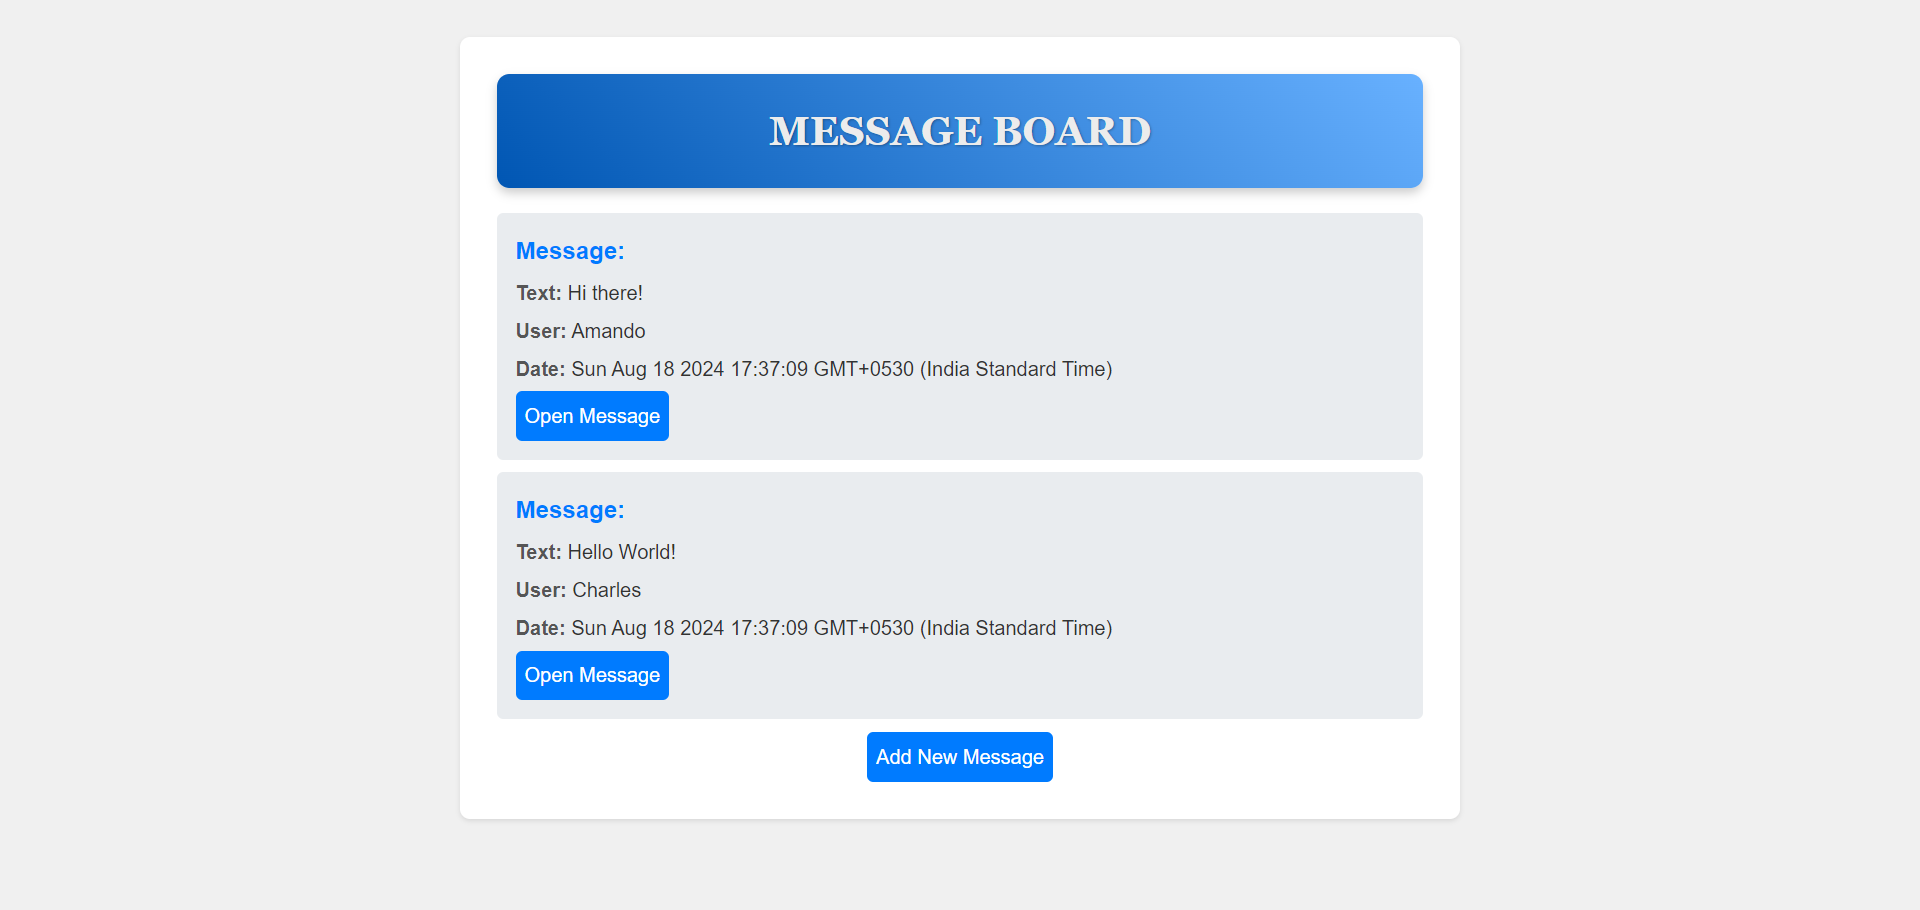 MESSAGE BOARD
Message:
Text: Hi there!
User: Amando
Date: Sun Aug 18 2024 17:37:09 GMT+0530 (India Standard Time)
Open Message
Message:
Text: Hello World!
User: Charles
Date: Sun Aug 18 2024 17:37:09 GMT+0530 (India Standard Time)
Open Message
Add New Message